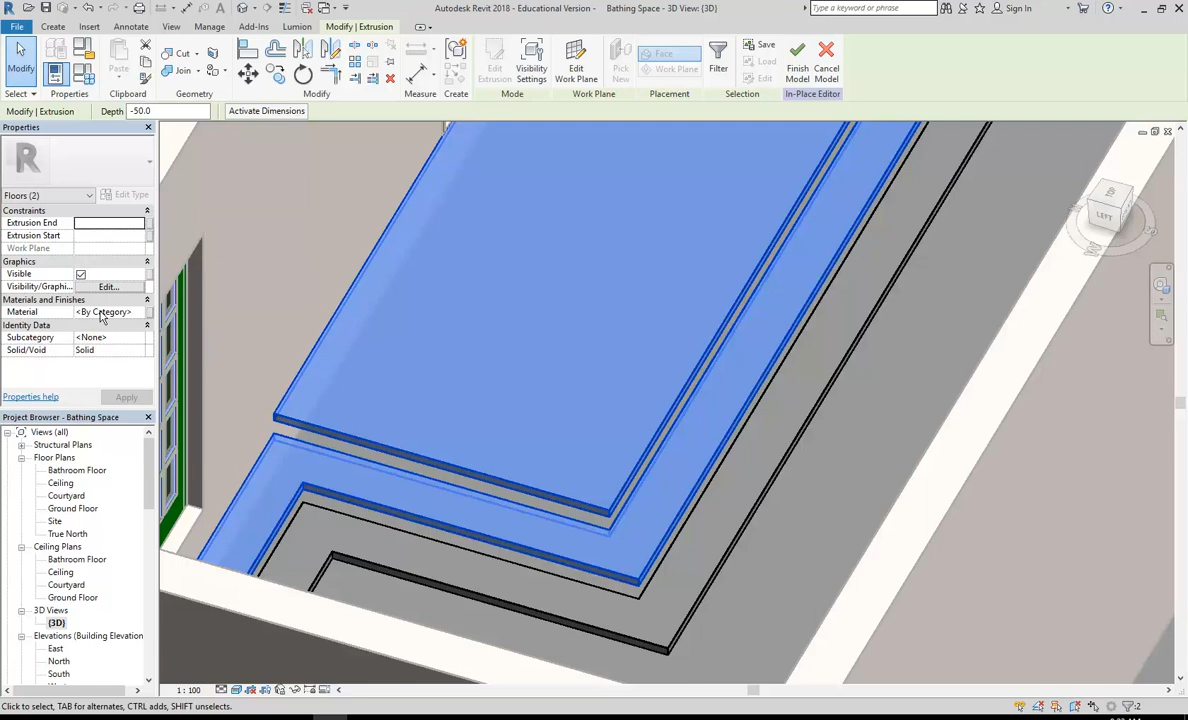 Autodesk Revit 2018 - Educational Version - Bathing Space - 3D View: {3D}
Type a keyword or phrase
Sign In
File Create Insert Annotate View Manage Add-Ins Lumion Modify | Extrusion
Modify
Paste
Cut
Join
Edit Extrusion
Visibility Settings
Edit Work Plane
Pick New
Face
Work Plane
Filter
Save
Load
Edit
Finish Model
Cancel Model
Select Properties Clipboard Geometry Modify Measure Create Mode Work Plane Placement Selection In-Place Editor
Modify | Extrusion Depth -50.0 Activate Dimensions
Properties
Floors (2) Edit Type
Constraints
Extrusion End
Extrusion Start
Work Plane
Graphics
Visible
Visibility/Graphi... Edit...
Materials and Finishes
Material <By Category>
Identity Data
Subcategory <None>
Solid/Void Solid
Properties help Apply
Project Browser - Bathing Space
Views (all)
Structural Plans
Floor Plans
Bathroom Floor
Ceiling
Courtyard
Ground Floor
Site
True North
Ceiling Plans
Bathroom Floor
Ceiling
Courtyard
Ground Floor
3D Views
{3D}
Elevations (Building Elevation
East
North
South
TOP
LEFT
1 : 100
Click to select, TAB for alternates, CTRL adds, SHIFT unselects.
:2